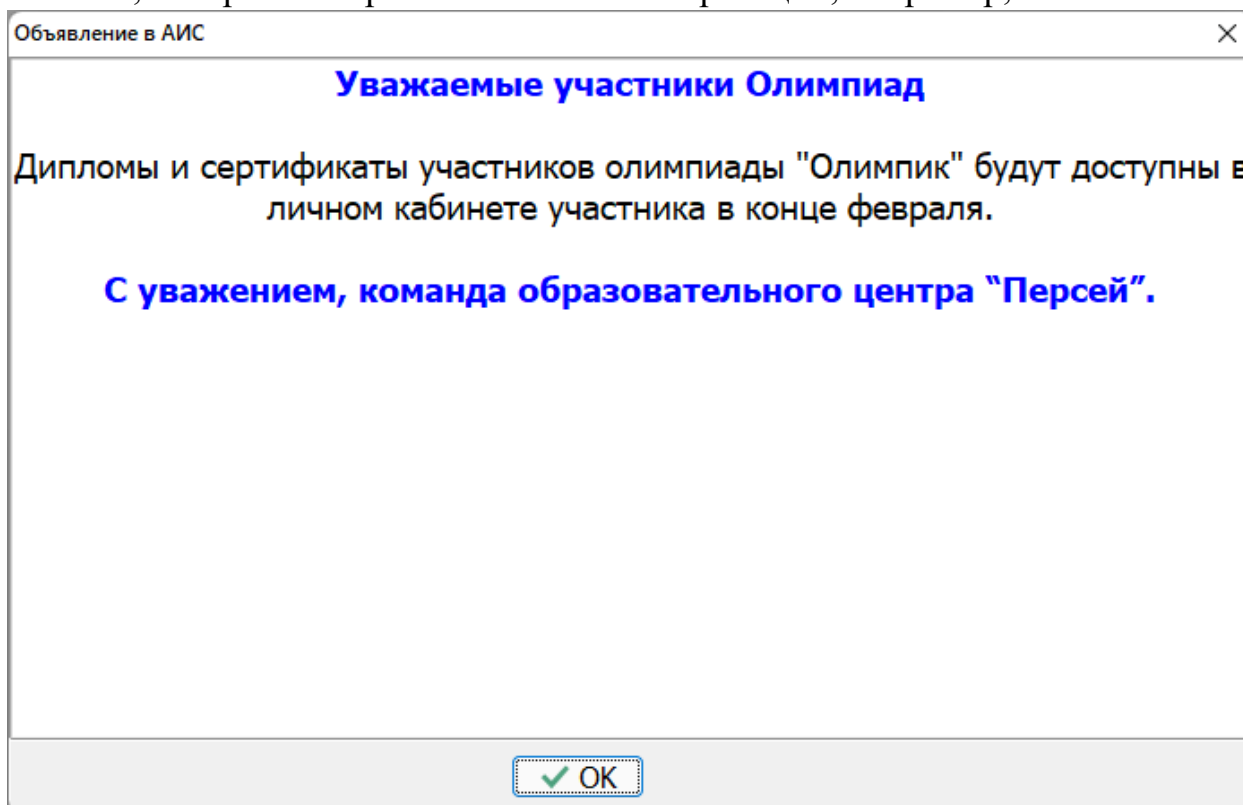 Объявление в АИС
Уважаемые участники Олимпиад
Дипломы и сертификаты участников олимпиады "Олимпик" будут доступны в
личном кабинете участника в конце февраля.
С уважением, команда образовательного центра “Персей”.
OK